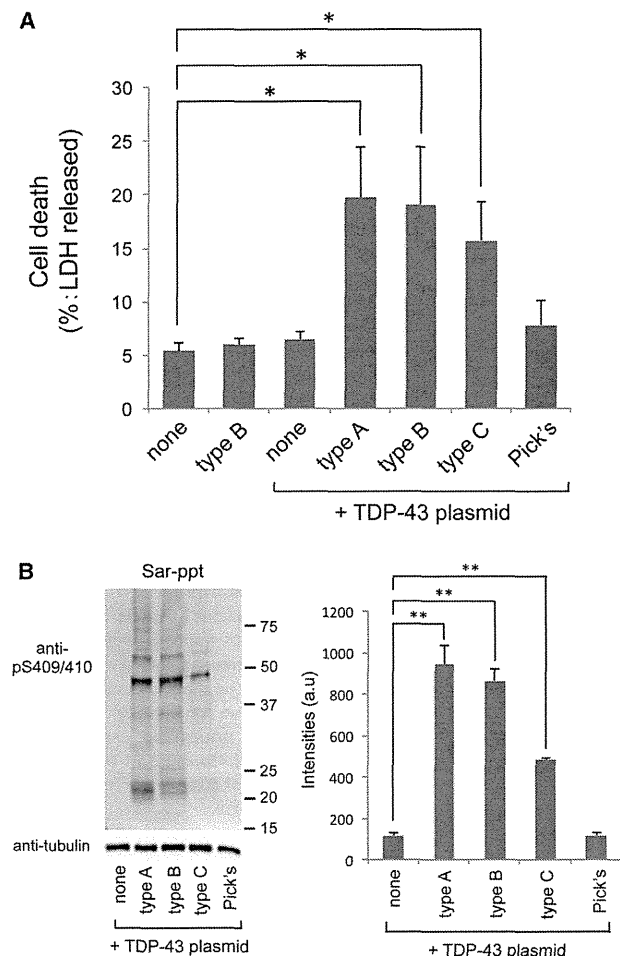 A
*
*
*
30
25
20
15
10
5
0
Cell death
(%: LDH released)
none
type B
none
type A
type B
type C
Pick's
+ TDP-43 plasmid
B
Sar-ppt
anti-
pS409/410
75
50
37
25
20
15
anti-tubulin
none
type A
type B
type C
Pick's
+ TDP-43 plasmid
**
**
**
1200
1000
800
600
400
200
0
Intensities (a.u)
none
type A
type B
type C
Pick's
+ TDP-43 plasmid